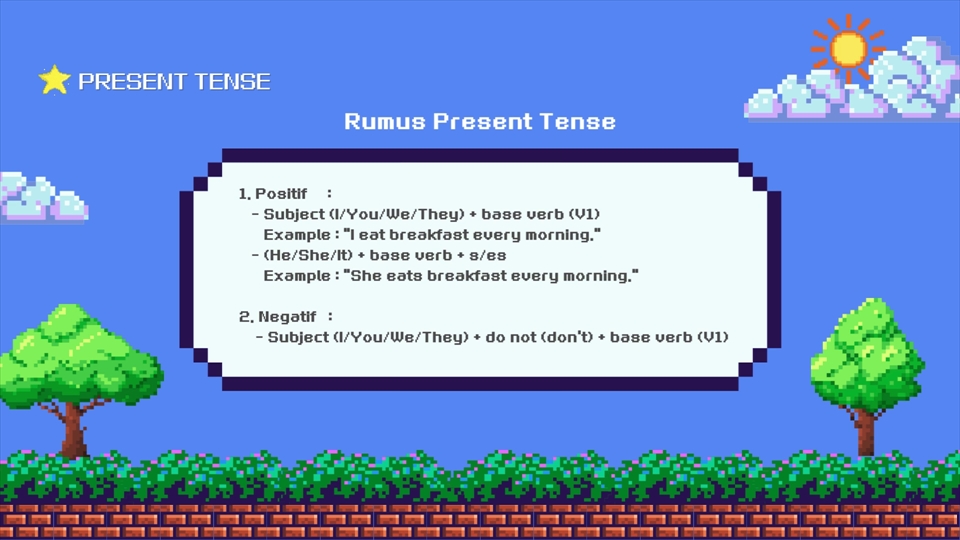 PRESENT TENSE
Rumus Present Tense
1. Positif :
- Subject (I/You/We/They) + base verb (V1)
Example : "I eat breakfast every morning."
- (He/She/It) + base verb + s/es
Example : "She eats breakfast every morning."
2. Negatif :
- Subject (I/You/We/They) + do not (don't) + base verb (V1)